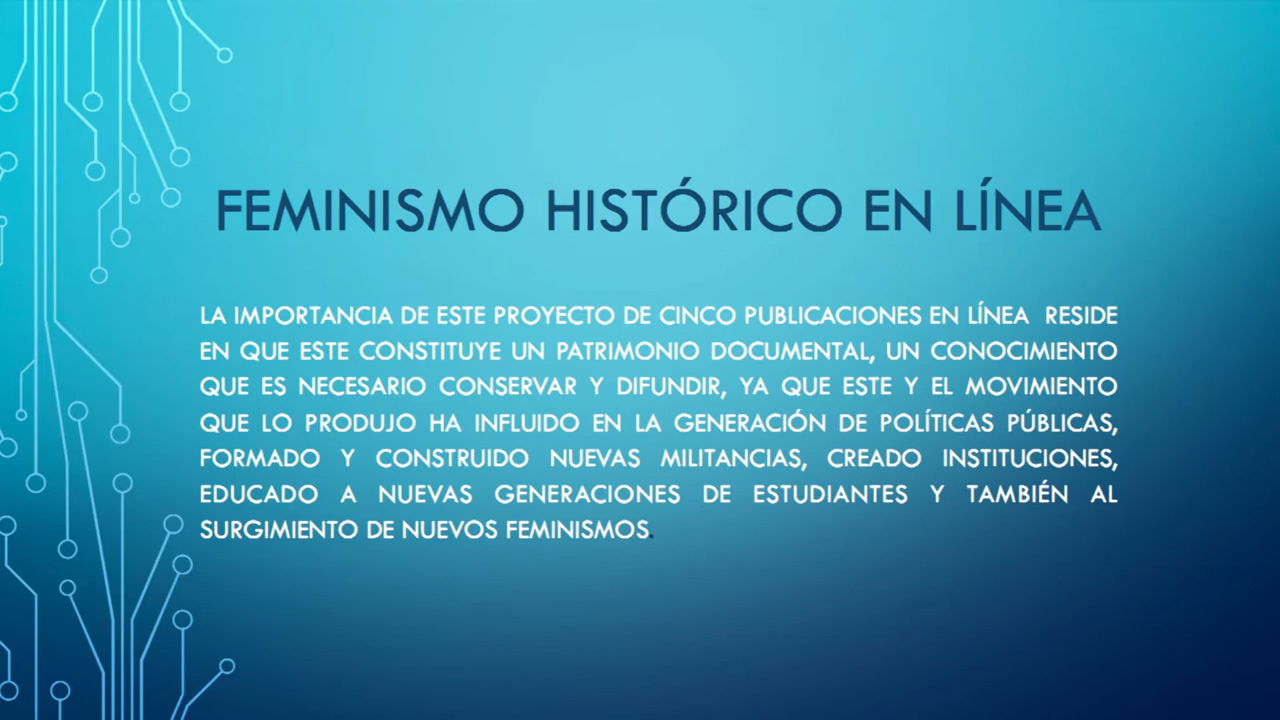 FEMINISMO HISTÓRICO EN LÍNEA
LA IMPORTANCIA DE ESTE PROYECTO DE CINCO PUBLICACIONES EN LÍNEA RESIDE
EN QUE ESTE CONSTITUYE UN PATRIMONIO DOCUMENTAL, UN CONOCIMIENTO
QUE ES NECESARIO CONSERVAR Y DIFUNDIR, YA QUE ESTE Y EL MOVIMIENTO
QUE LO PRODUJO HA INFLUIDO EN LA GENERACIÓN DE POLÍTICAS PÚBLICAS,
FORMADO Y CONSTRUIDO NUEVAS MILITANCIAS, CREADO INSTITUCIONES,
EDUCADO A NUEVAS GENERACIONES DE ESTUDIANTES Y TAMBIÉN AL
SURGIMIENTO DE NUEVOS FEMINISMOS.